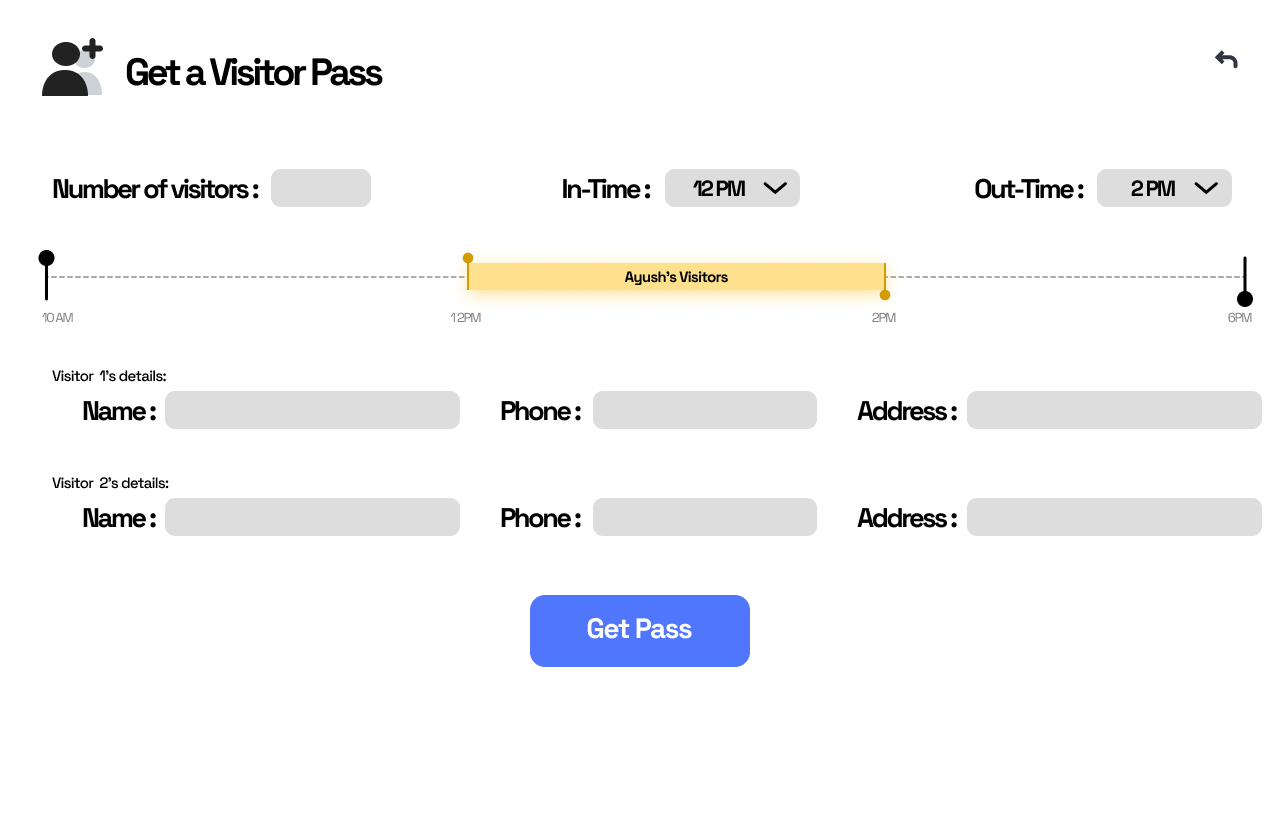 Get a Visitor Pass
Number of visitors : In-Time : 12 PM Out-Time : 2 PM
Ayush's Visitors
10 AM 12PM 2PM 6PM
Visitor 1's details:
Name : Phone : Address :
Visitor 2's details:
Name : Phone : Address :
Get Pass